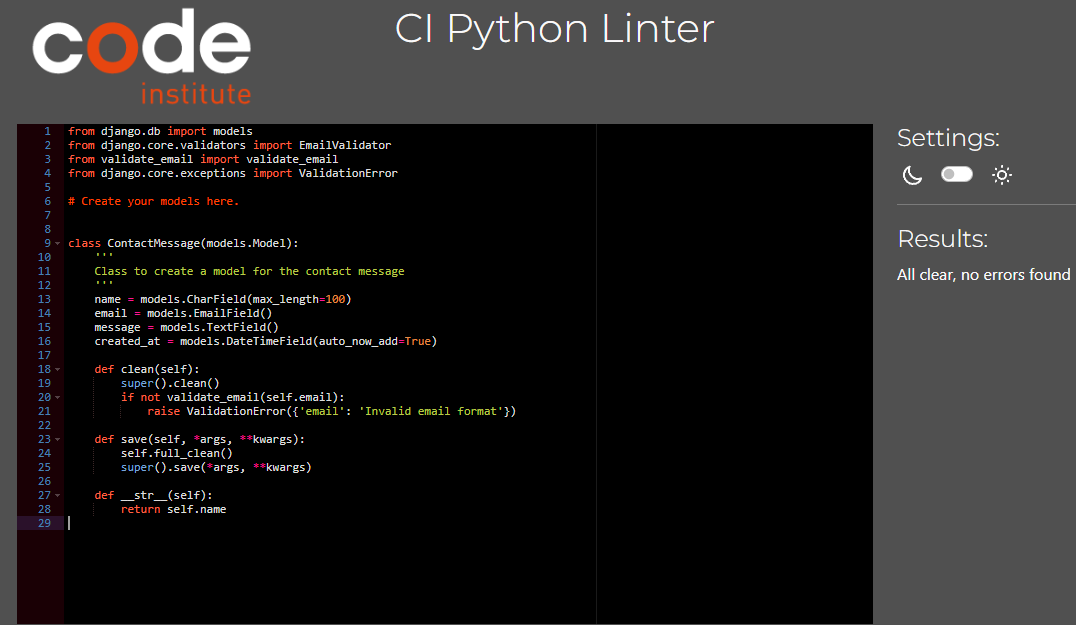 code
institute
CI Python Linter
1 from django.db import models
2 from django.core.validators import EmailValidator
3 from validate_email import validate_email
4 from django.core.exceptions import ValidationError
5
6 # Create your models here.
7
8
9 class ContactMessage(models.Model):
10     '''
11     Class to create a model for the contact message
12     '''
13     name = models.CharField(max_length=100)
14     email = models.EmailField()
15     message = models.TextField()
16     created_at = models.DateTimeField(auto_now_add=True)
17
18     def clean(self):
19         super().clean()
20         if not validate_email(self.email):
21             raise ValidationError({'email': 'Invalid email format'})
22
23     def save(self, *args, **kwargs):
24         self.full_clean()
25         super().save(*args, **kwargs)
26
27     def __str__(self):
28         return self.name
29
Settings:
Results:
All clear, no errors found